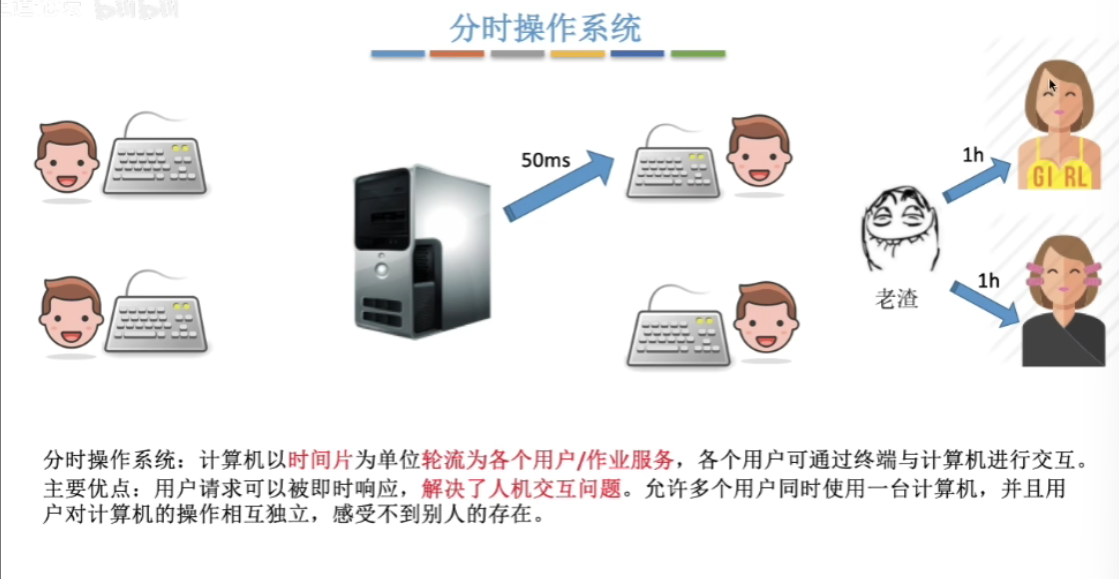 分时操作系统
50ms
1h
GIRL
老渣
1h
分时操作系统：计算机以时间片为单位轮流为各个用户/作业服务，各个用户可通过终端与计算机进行交互。
主要优点：用户请求可以被即时响应，解决了人机交互问题。允许多个用户同时使用一台计算机，并且用
户对计算机的操作相互独立，感受不到别人的存在。